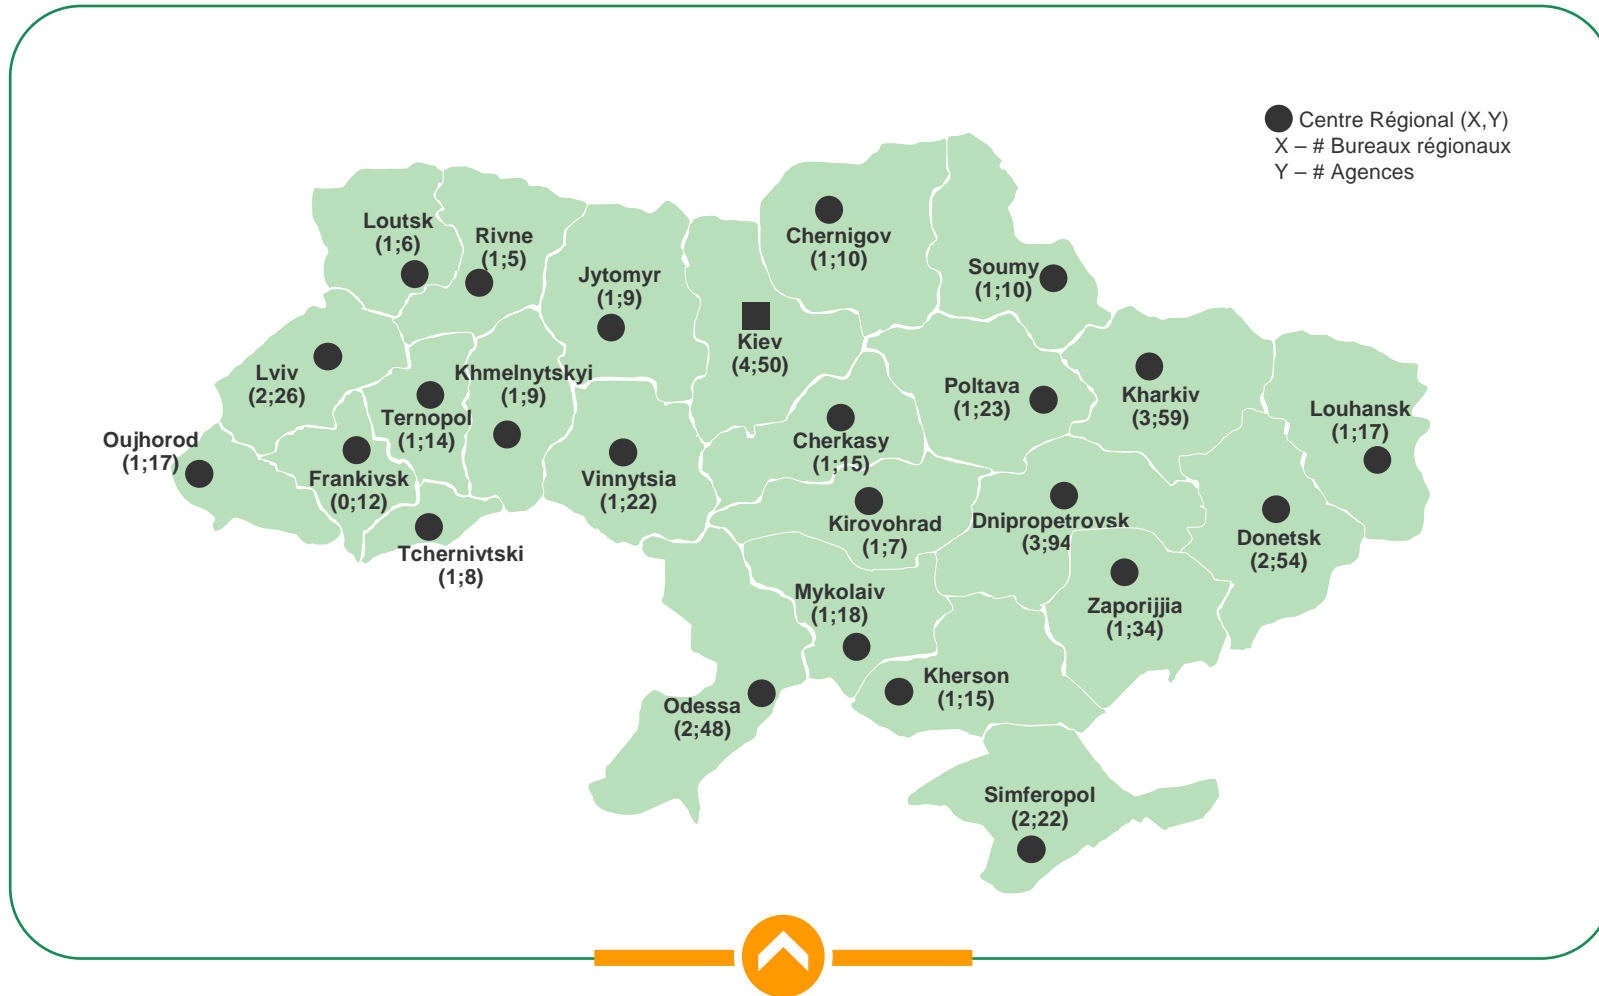 Centre Régional (X,Y)
X – # Bureaux régionaux
Y – # Agences
Loutsk
(1;6)
Rivne
(1;5)
Jytomyr
(1;9)
Chernigov
(1;10)
Soumy
(1;10)
Kiev
(4;50)
Lviv
(2;26)
Khmelnytskyi
(1;9)
Ternopol
(1;14)
Poltava
(1;23)
Kharkiv
(3;59)
Louhansk
(1;17)
Oujhorod
(1;17)
Frankivsk
(0;12)
Vinnytsia
(1;22)
Cherkasy
(1;15)
Kirovohrad
(1;7)
Dnipropetrovsk
(3;94
Donetsk
(2;54)
Tchernivtski
(1;8)
Mykolaiv
(1;18)
Zaporijjia
(1;34)
Kherson
(1;15)
Odessa
(2;48)
Simferopol
(2;22)